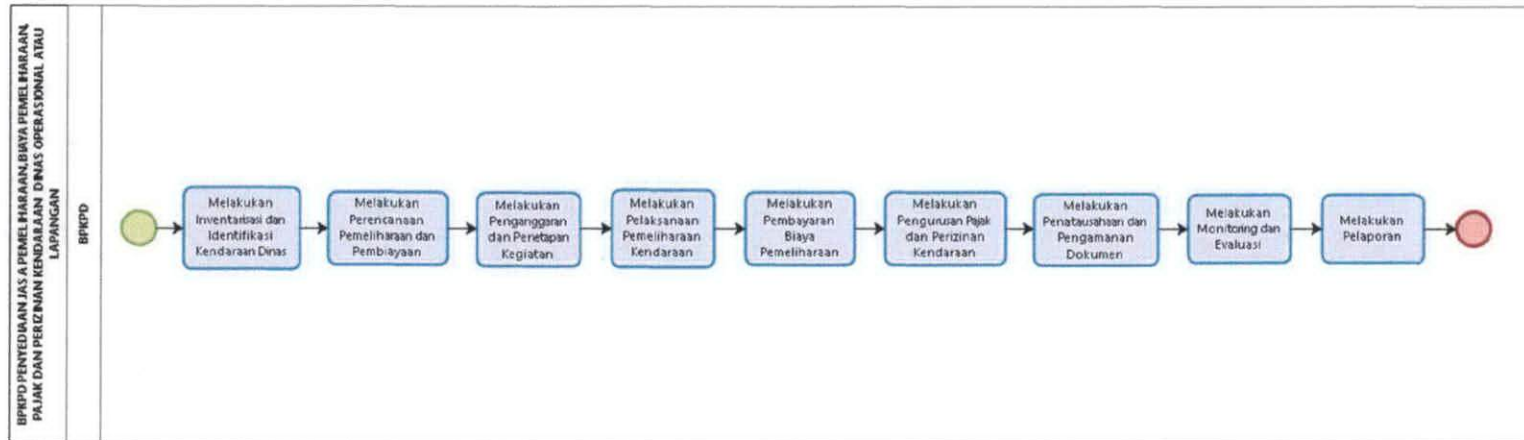 BPKPD PENYEDIAAN JASA PEMELIHARAAN, BIAYA PEMELIHARAAN,
PAJAK DAN PERIZINAN KENDARAAN DINAS OPERASIONAL ATAU
LAPANGAN
BPKPD
Melakukan
Inventarisasi dan
Identifikasi
Kendaraan Dinas
Melakukan
Perencanaan
Pemeliharaan dan
Pembiayaan
Melakukan
Penganggaran
dan Penetapan
Kegiatan
Melakukan
Pelaksanaan
Pemeliharaan
Kendaraan
Melakukan
Pembayaran
Biaya
Pemeliharaan
Melakukan
Pengurusan Pajak
dan Perizinan
Kendaraan
Melakukan
Penatausahaan dan
Pengamanan
Dokumen
Melakukan
Monitoring dan
Evaluasi
Melakukan
Pelaporan